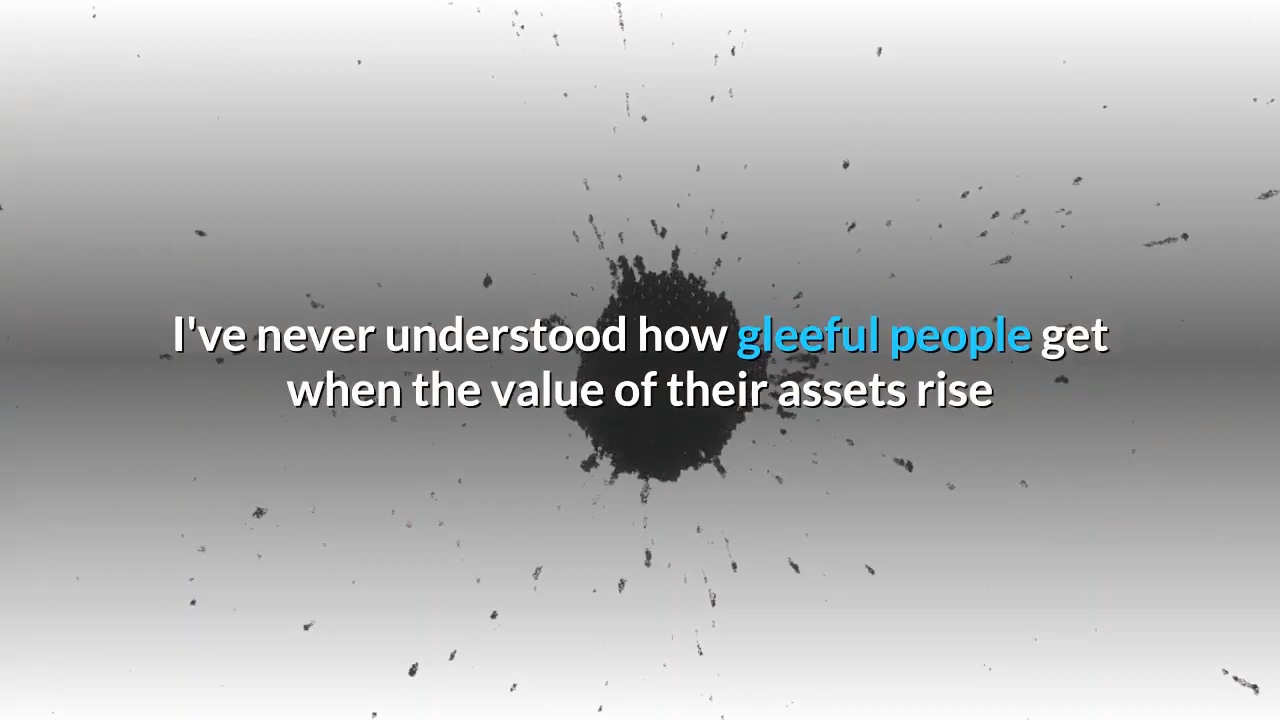 I've never understood how gleeful people get
when the value of their assets rise